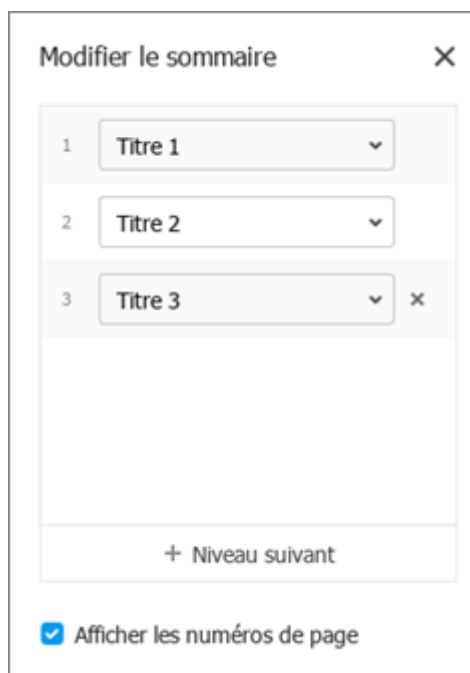 Modifier le sommaire
1 Titre 1
2 Titre 2
3 Titre 3
+ Niveau suivant
Afficher les numéros de page